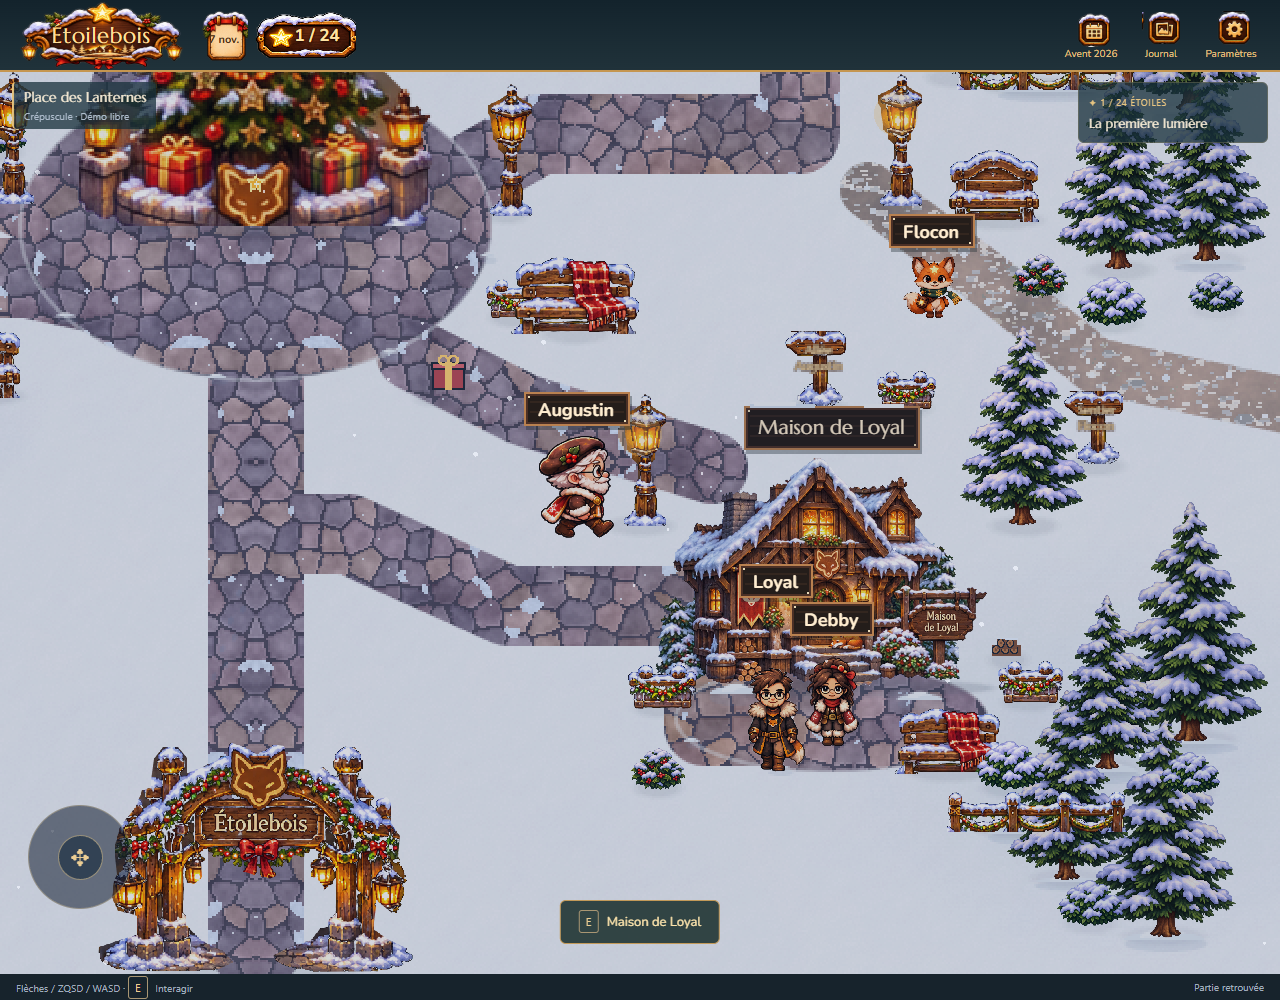 Étoilebois
7 nov.
1 / 24
Avent 2026
Journal
Paramètres
Place des Lanternes
Crépuscule · Démo libre
✦ 1 / 24 ÉTOILES
La première lumière
Flocon
Augustin
Maison de Loyal
Loyal
Debby
Maison
de Loyal
Étoilebois
E Maison de Loyal
Flèches / ZQSD / WASD · E Interagir
Partie retrouvée